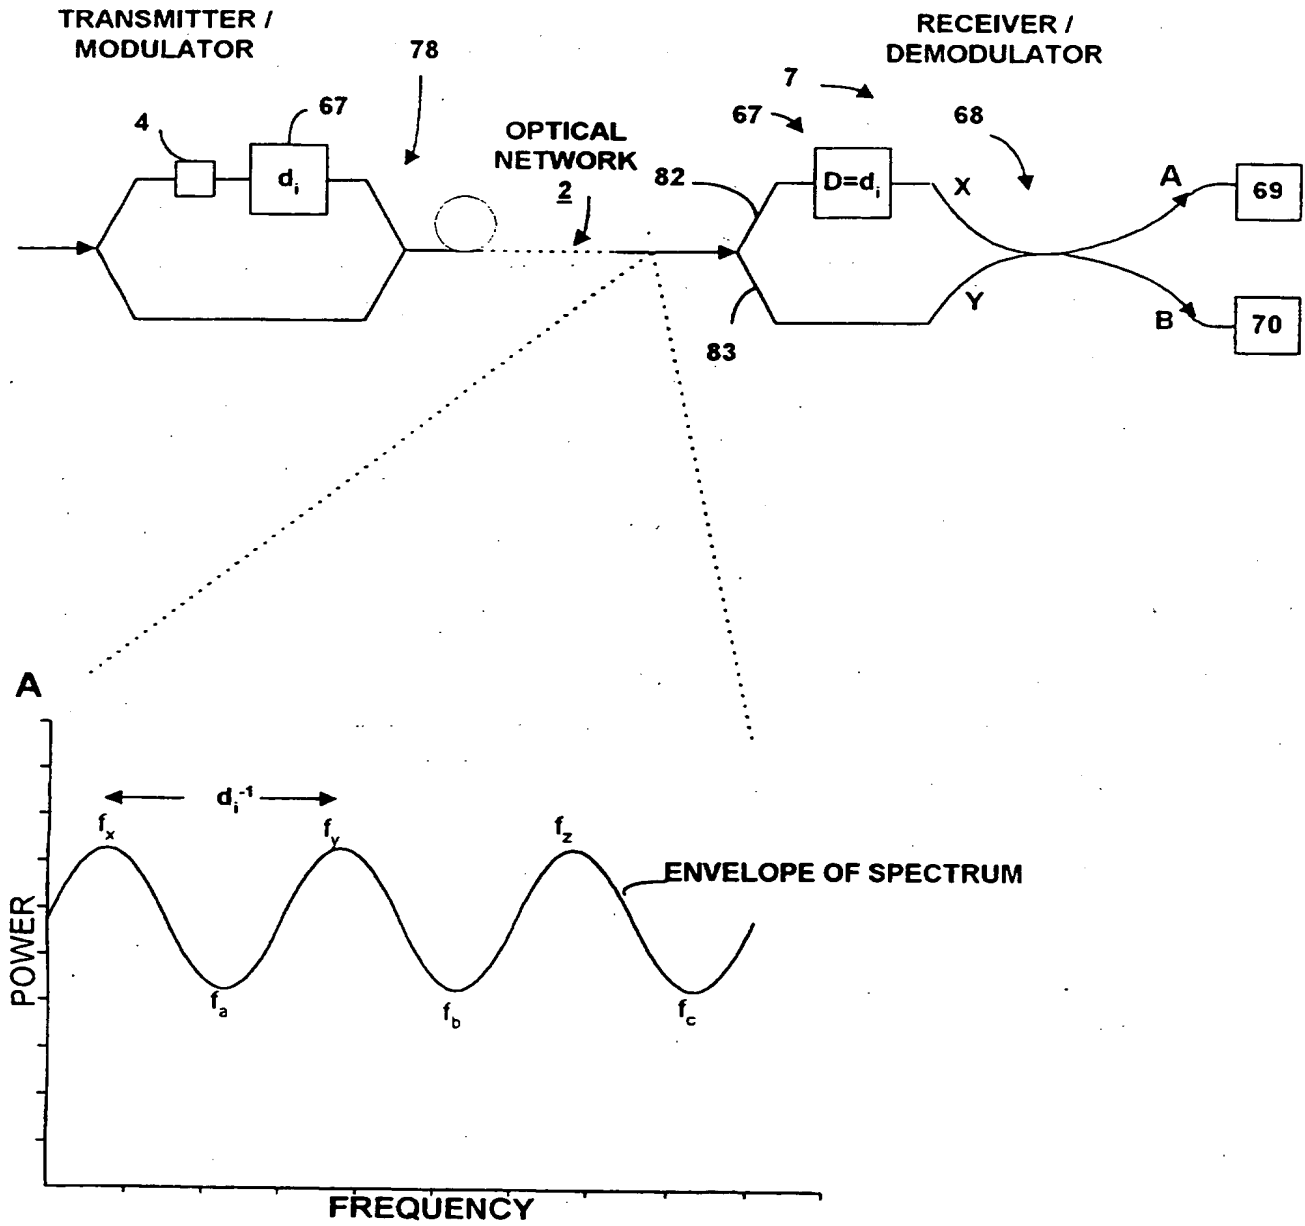 TRANSMITTER /
MODULATOR
78
RECEIVER /
DEMODULATOR
4
67
d_i
OPTICAL
NETWORK
2
7
67
68
82
D=d_i
X
Y
83
A
69
B
70
A
d_i^-1
f_x
f_y
f_z
ENVELOPE OF SPECTRUM
f_a
f_b
f_c
POWER
FREQUENCY